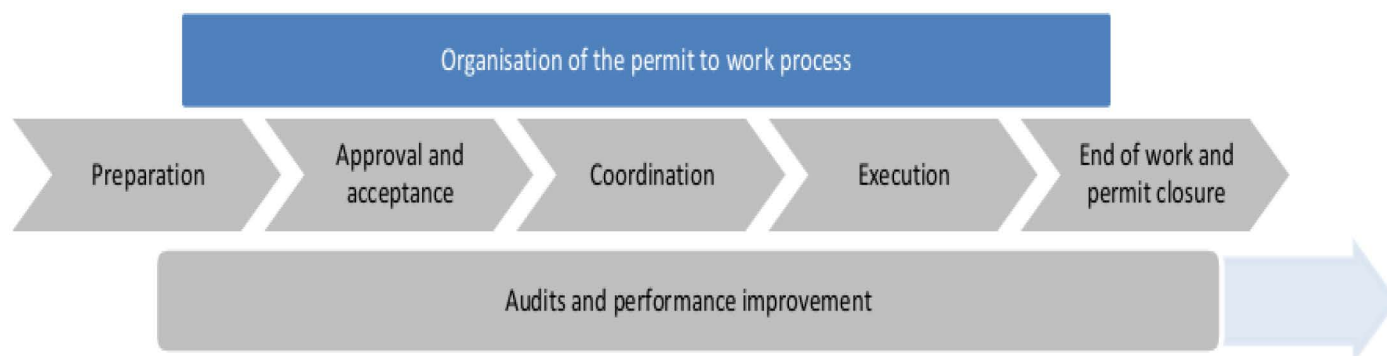 Organisation of the permit to work process
Preparation
Approval and
acceptance
Coordination
Execution
End of work and
permit closure
Audits and performance improvement